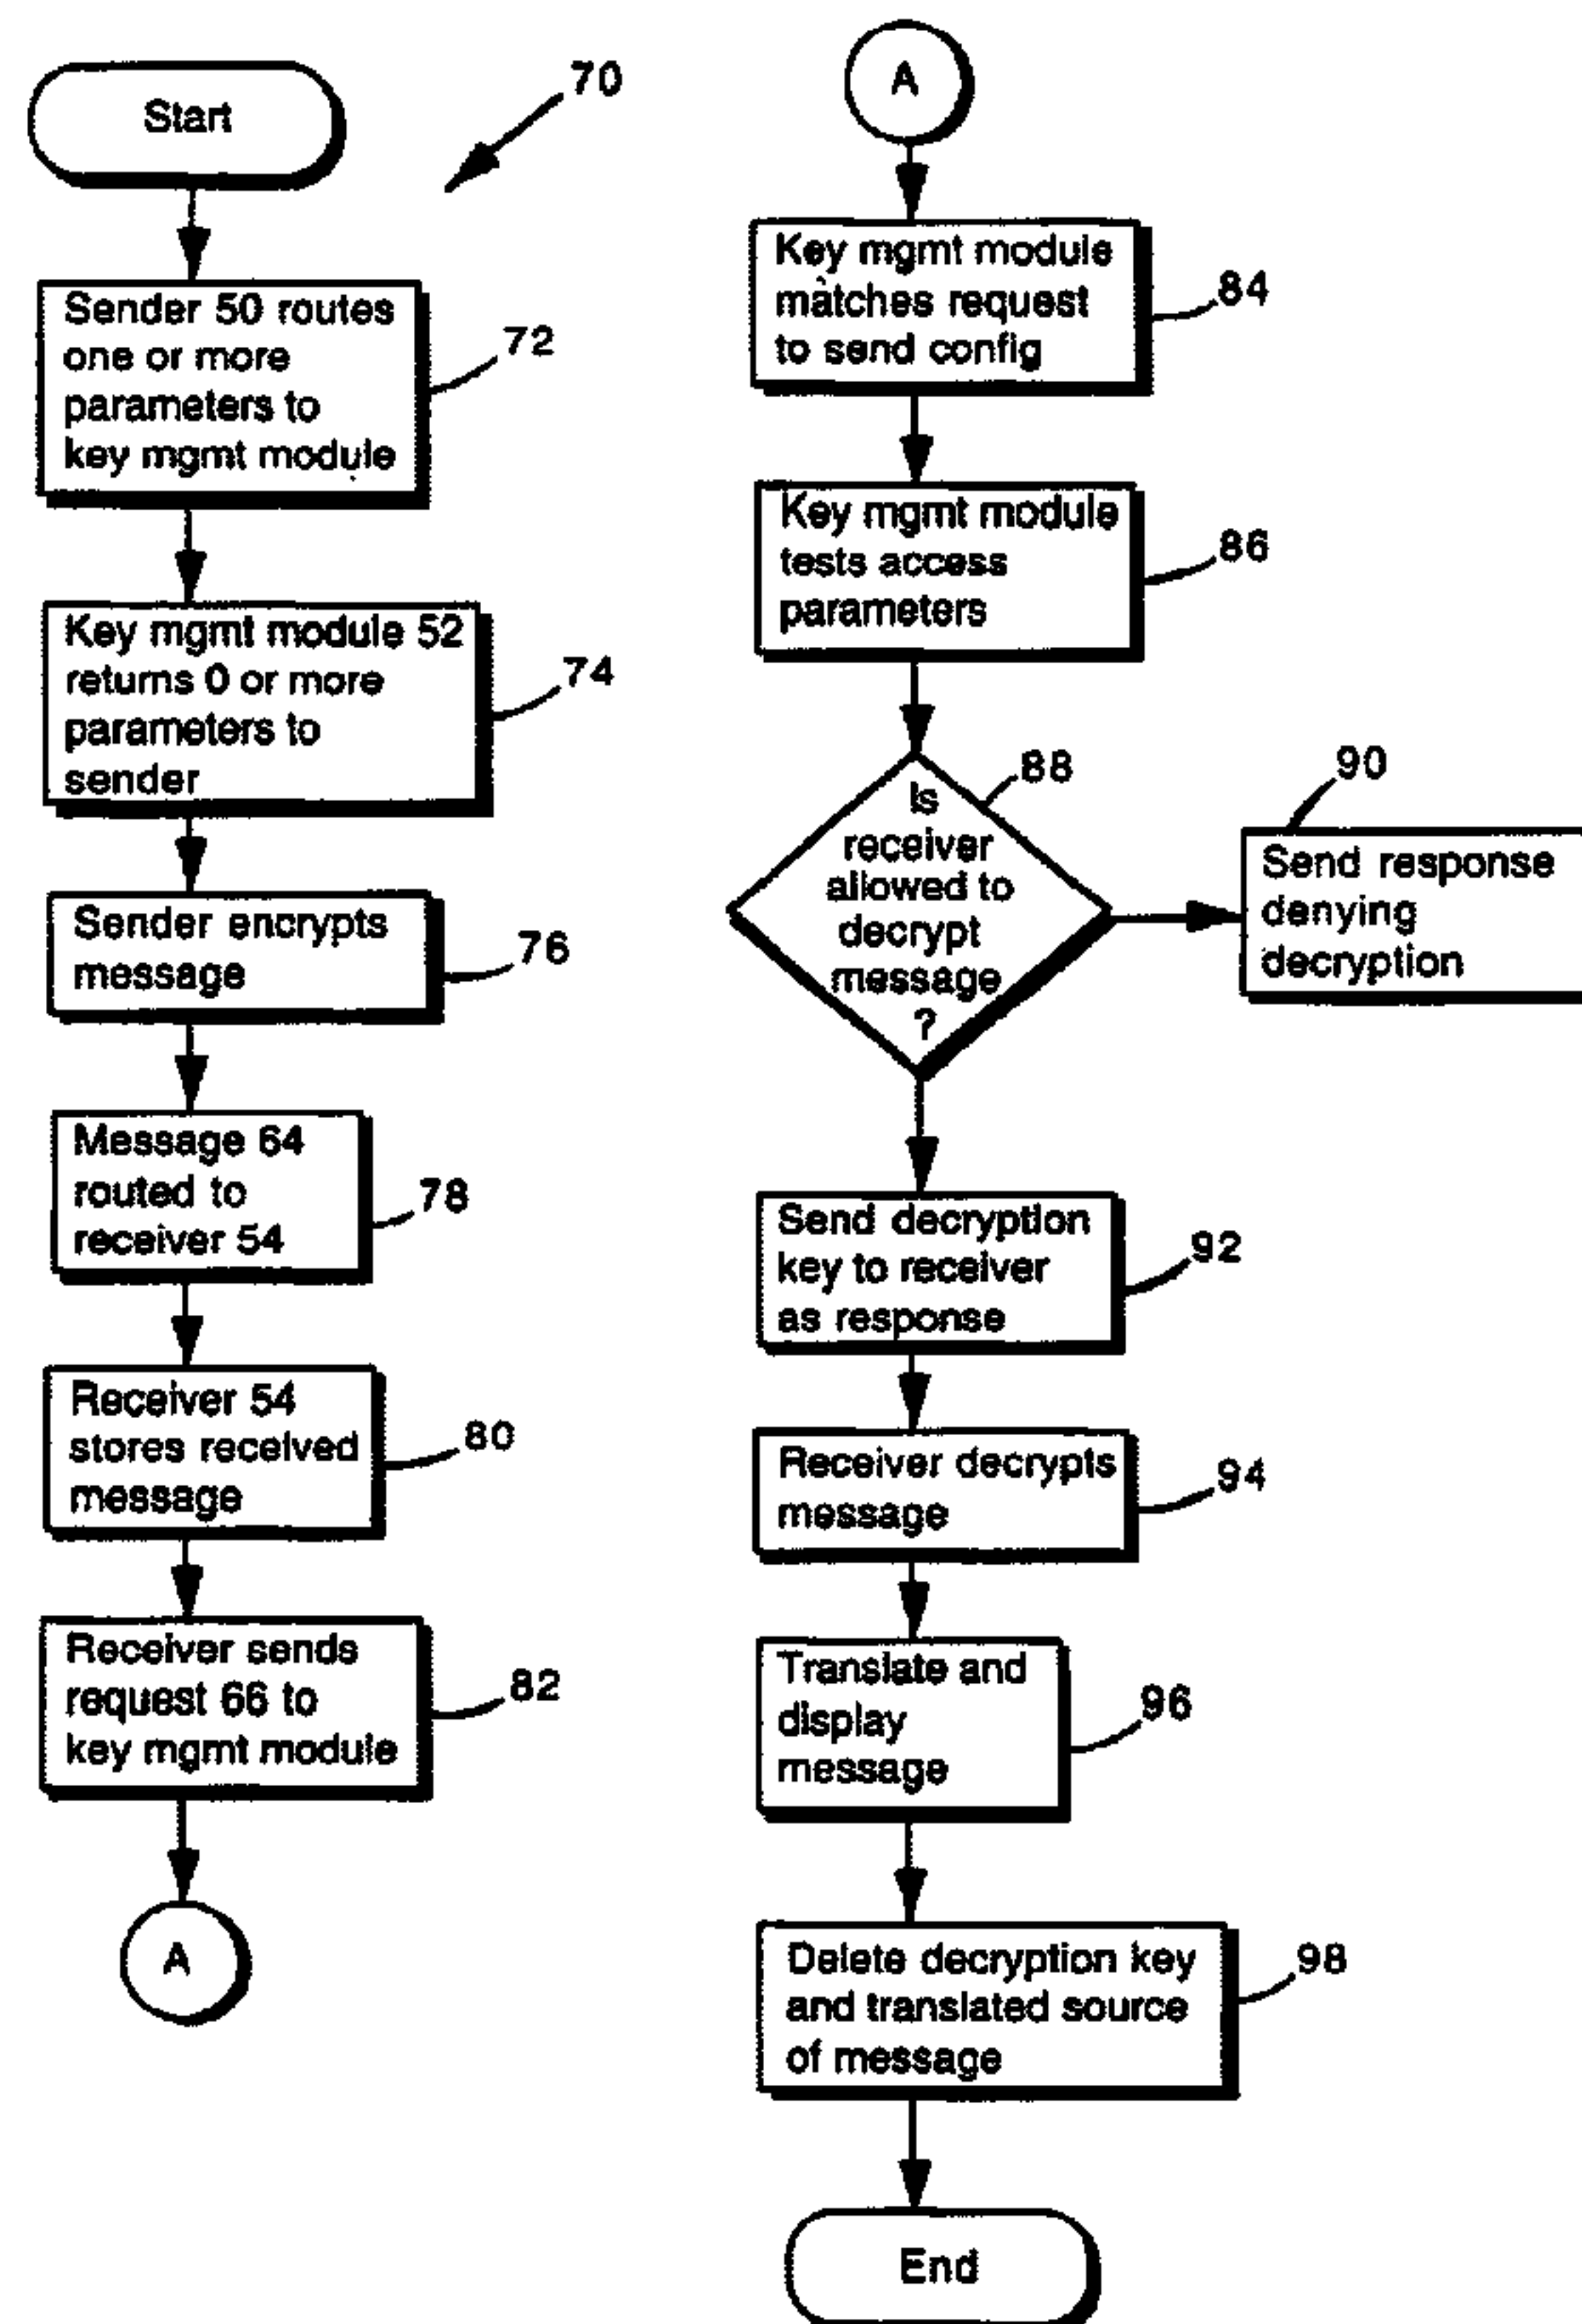 Start
70
Sender 50 routes
one or more
parameters to
key mgmt module
72
Key mgmt module 52
returns 0 or more
parameters to
sender
74
Sender encrypts
message
76
Message 64
routed to
receiver 54
78
Receiver 54
stores received
message
80
Receiver sends
request 66 to
key mgmt module
82
A
A
Key mgmt module
matches request
to send config
84
Key mgmt module
tests access
parameters
86
Is
receiver
allowed to
decrypt
message
?
88
90
Send response
denying
decryption
Send decryption
key to receiver
as response
92
Receiver decrypts
message
94
Translate and
display
message
96
Delete decryption key
and translated source
of message
98
End